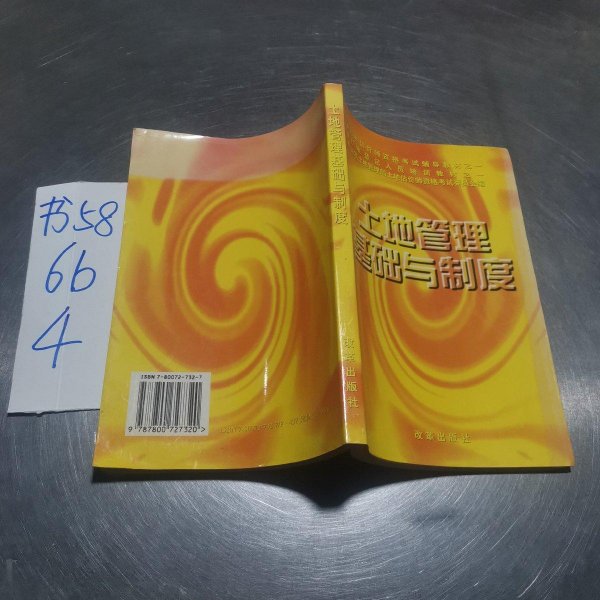 书58
6b
4
土地管理基础与制度
改革出版社
土地管理
基础与制度
改革出版社
ISBN 7-80072-732-7
9 787800 727320 >